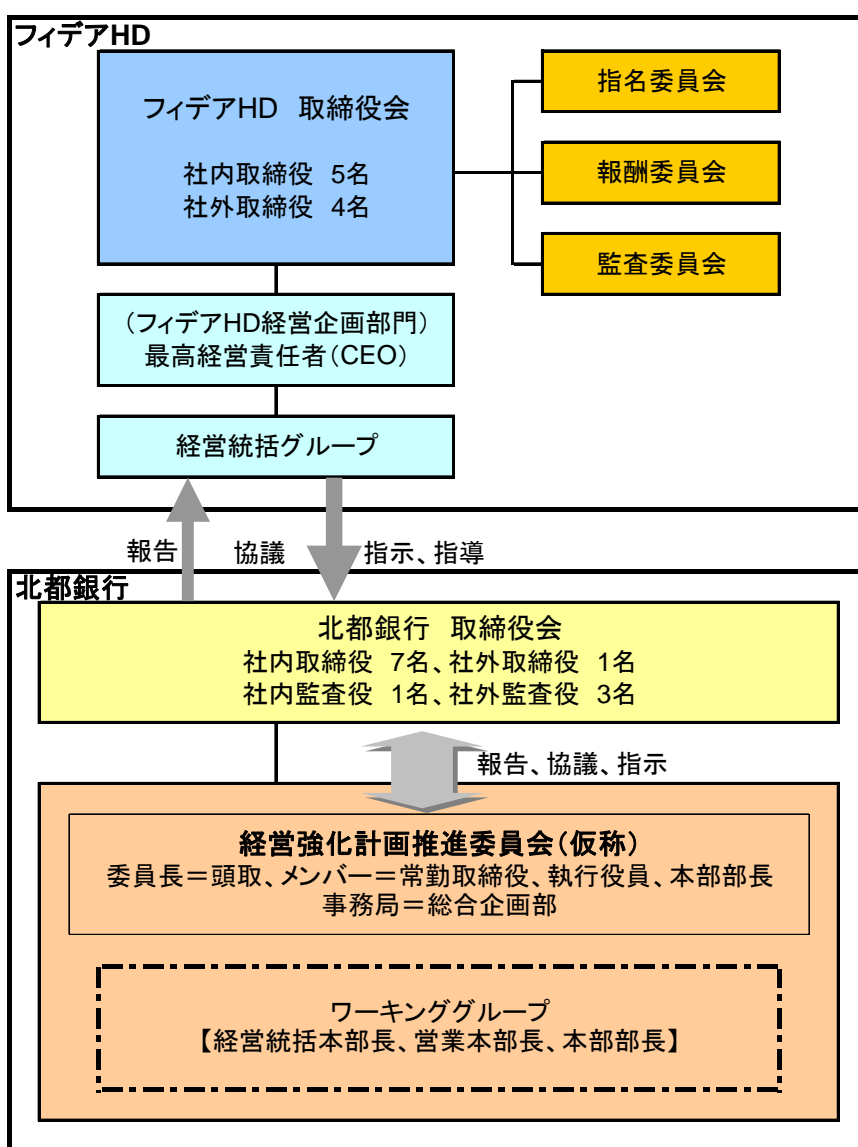 フィデアHD
フィデアHD 取締役会
社内取締役 5名
社外取締役 4名
指名委員会
報酬委員会
監査委員会
(フィデアHD経営企画部門)
最高経営責任者(CEO)
経営統括グループ
報告
協議
指示、指導
北都銀行
北都銀行 取締役会
社内取締役 7名、社外取締役 1名
社内監査役 1名、社外監査役 3名
報告、協議、指示
経営強化計画推進委員会(仮称)
委員長=頭取、メンバー=常勤取締役、執行役員、本部部長
事務局=総合企画部
ワーキンググループ
【経営統括本部長、営業本部長、本部部長】